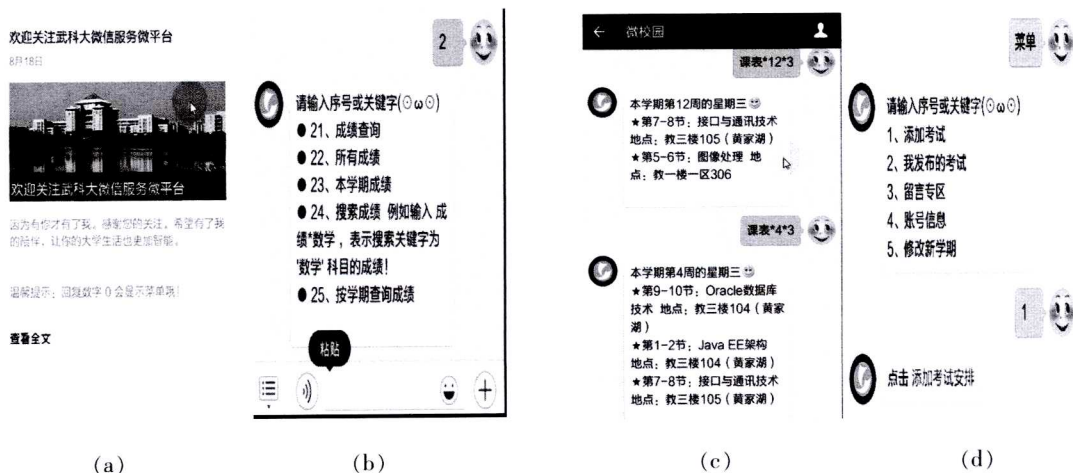 欢迎关注武科大微信服务微平台
8月18日
欢迎关注武科大微信服务微平台
因为有你才有了我。感谢您的关注，希望有了我
的陪伴，让你的大学生活也更加智能。
温馨提示：回复数字 0 会显示菜单哦！
查看全文
(a)
2
请输入序号或关键字(⊙ω⊙)
● 21、成绩查询
● 22、所有成绩
● 23、本学期成绩
● 24、搜索成绩 例如输入 成
绩*数学 ，表示搜索关键字为
'数学' 科目的成绩！
● 25、按学期查询成绩
粘贴
(b)
微校园
课表*12*3
本学期第12周的星期三
★第7-8节：接口与通讯技术
地点：教三楼105（黄家湖）
★第5-6节：图像处理 地
点：教一楼一区306
课表*4*3
本学期第4周的星期三
★第9-10节：Oracle数据库
技术 地点：教三楼104（黄家
湖）
★第1-2节：Java EE架构
地点：教三楼104（黄家湖）
★第7-8节：接口与通讯技术
地点：教三楼105（黄家湖）
(c)
菜单
请输入序号或关键字(⊙ω⊙)
1、添加考试
2、我发布的考试
3、留言专区
4、账号信息
5、修改新学期
1
点击 添加考试安排
(d)